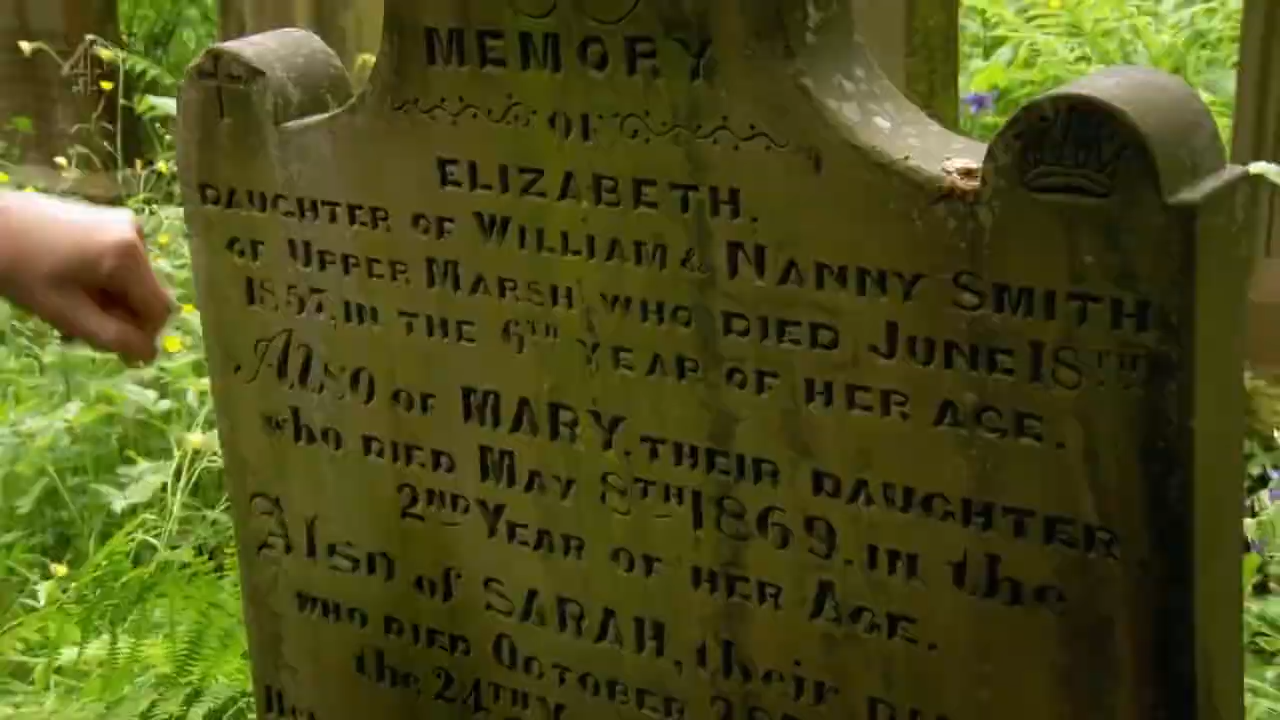 MEMORY
OF
ELIZABETH.
DAUGHTER OF WILLIAM & NANNY SMITH
OF UPPER MARSH WHO DIED JUNE 18TH
1857, IN THE 6TH YEAR OF HER AGE.
Also OF MARY, THEIR DAUGHTER
who DIED MAY 8TH 1869. IN the
2ND YEAR OF HER AGE.
Also of SARAH, their
WHO DIED OCTOBER
the 24TH